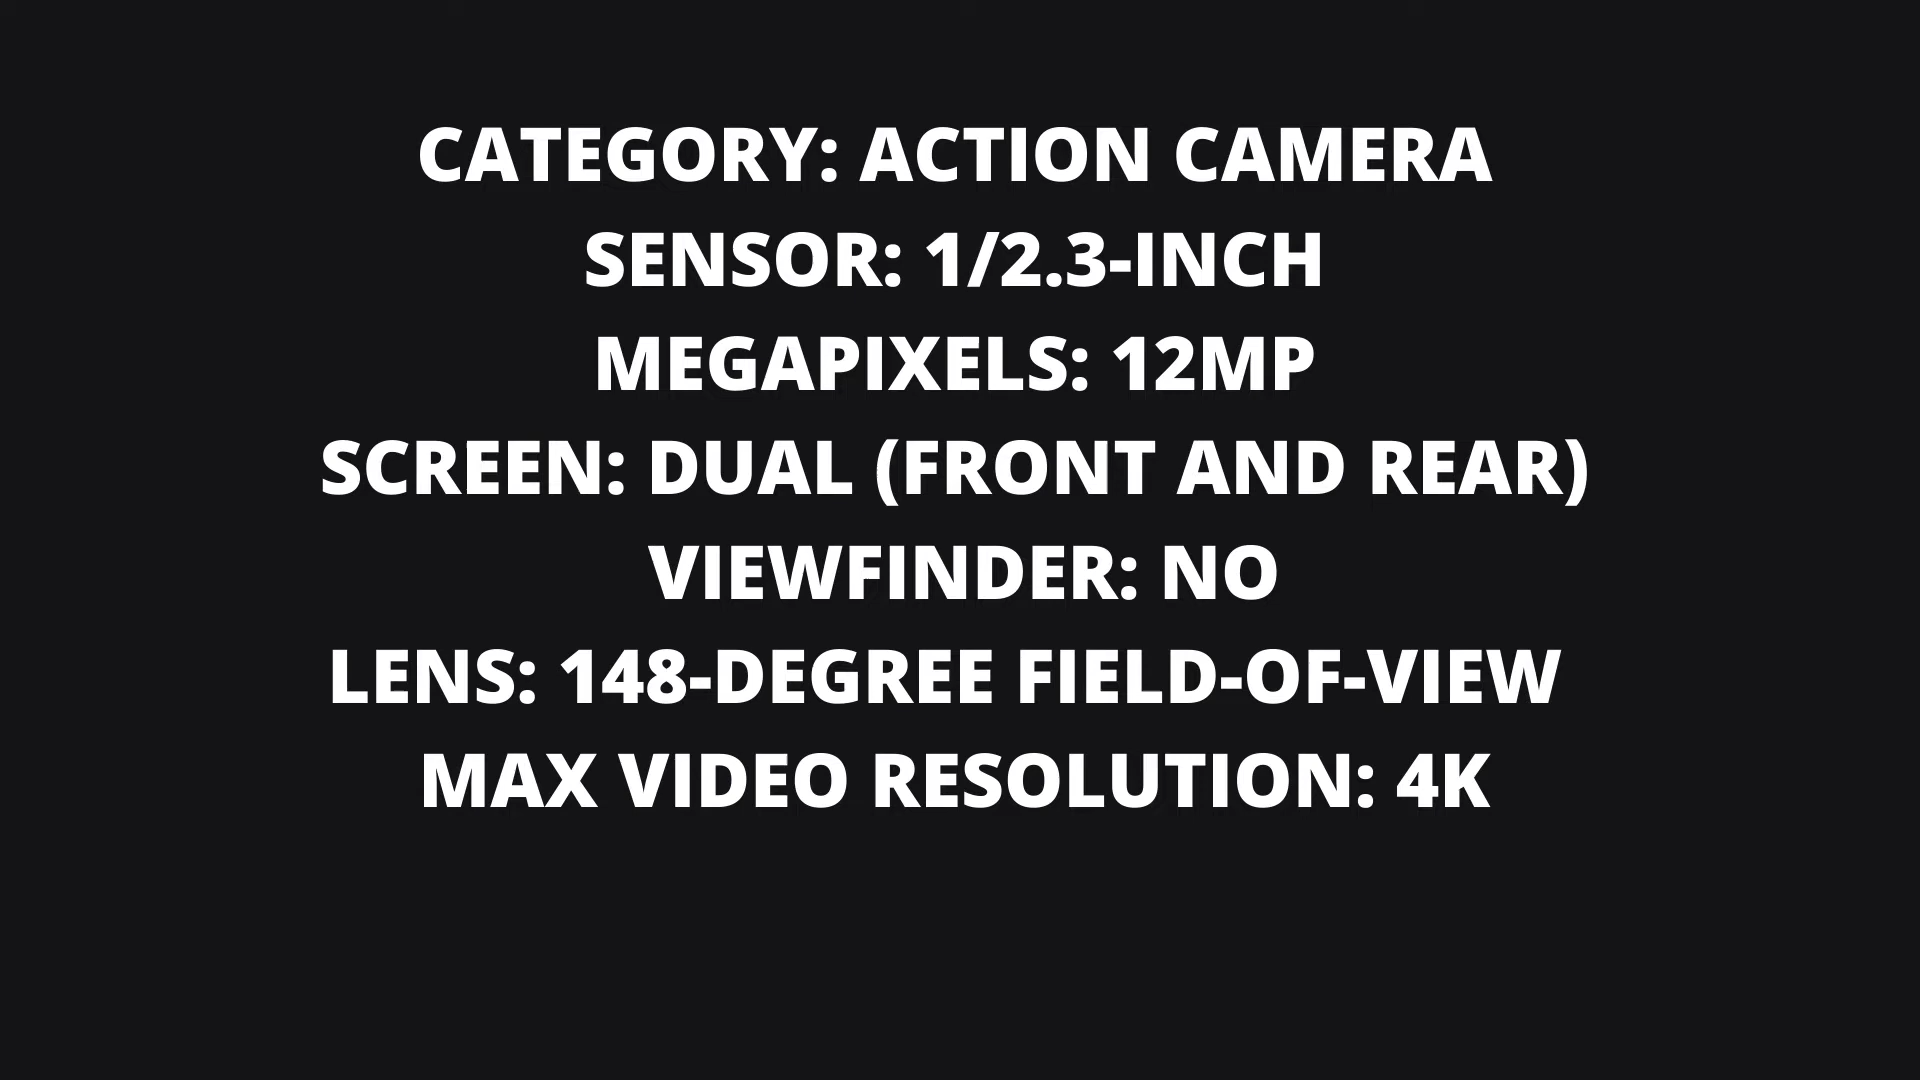 CATEGORY: ACTION CAMERA
SENSOR: 1/2.3-INCH
MEGAPIXELS: 12MP
SCREEN: DUAL (FRONT AND REAR)
VIEWFINDER: NO
LENS: 148-DEGREE FIELD-OF-VIEW
MAX VIDEO RESOLUTION: 4K